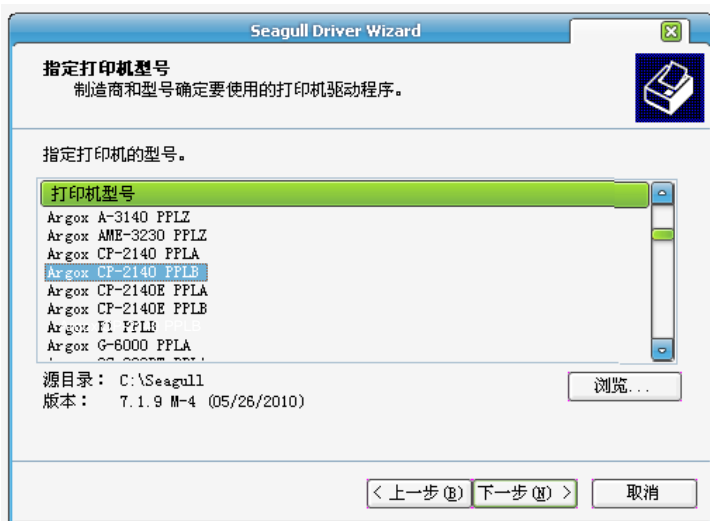 Seagull Driver Wizard
指定打印机型号
制造商和型号确定要使用的打印机驱动程序。
指定打印机的型号。
打印机型号
Argox A-3140 PPLZ
Argox AME-3230 PPLZ
Argox CP-2140 PPLA
Argox CP-2140 PPLB
Argox CP-2140E PPLA
Argox CP-2140E PPLB
Argox F1 PPLB
Argox G-6000 PPLA
源目录： C:\Seagull
浏览...
版本： 7.1.9 M-4 (05/26/2010)
< 上一步(B)
下一步(N) >
取消